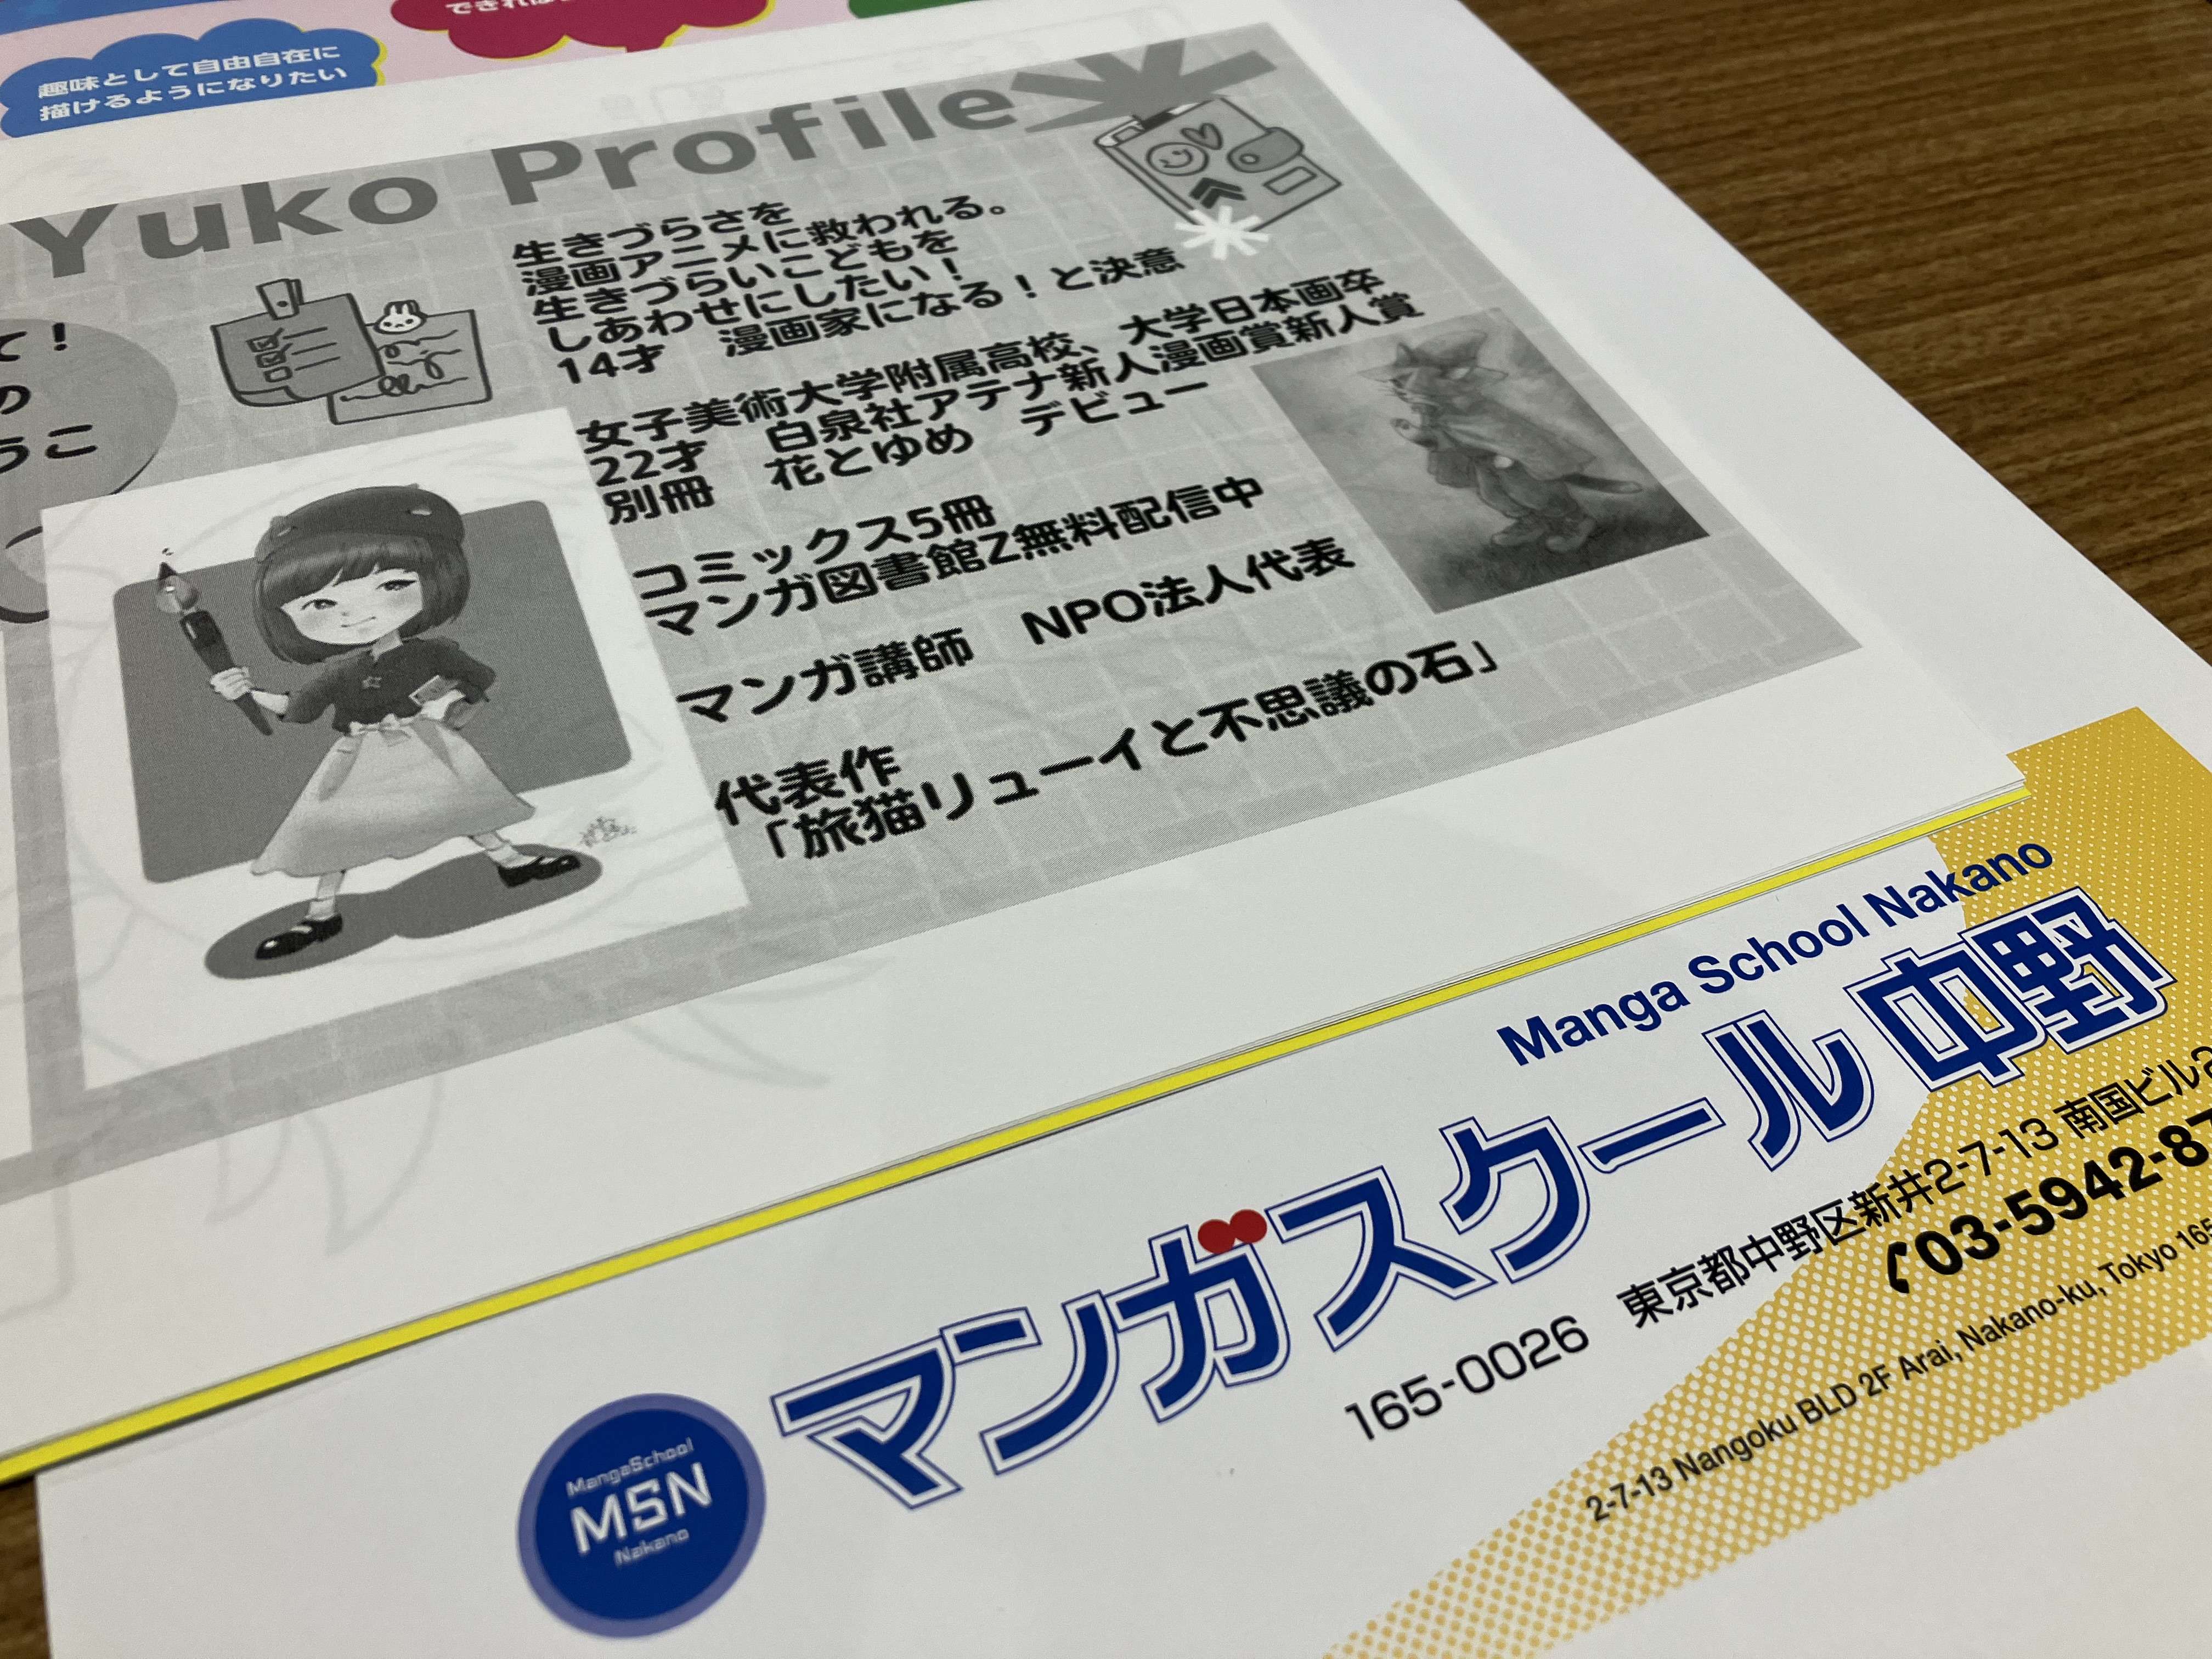 趣味として自由自在に
描けるようになりたい
Yuko Profile
て!
の
うこ
生きづらさを
漫画アニメに救われる。
生きづらいこどもを
しあわせにしたい!
14才 漫画家になる!と決意
女子美術大学附属高校、大学日本画卒
22才 白泉社アテナ新人漫画賞新人賞
別冊 花とゆめ デビュー
コミックス5冊
マンガ図書館Z無料配信中
マンガ講師 NPO法人代表
代表作
「旅猫リューイと不思議の石」
Manga School Nakano
マンガスクール中野
165-0026 東京都中野区新井2-7-13 南国ビル2
03-5942-87
2-7-13 Nangoku BLD 2F Arai, Nakano-ku, Tokyo 165
MangaSchool
MSN
Nakano